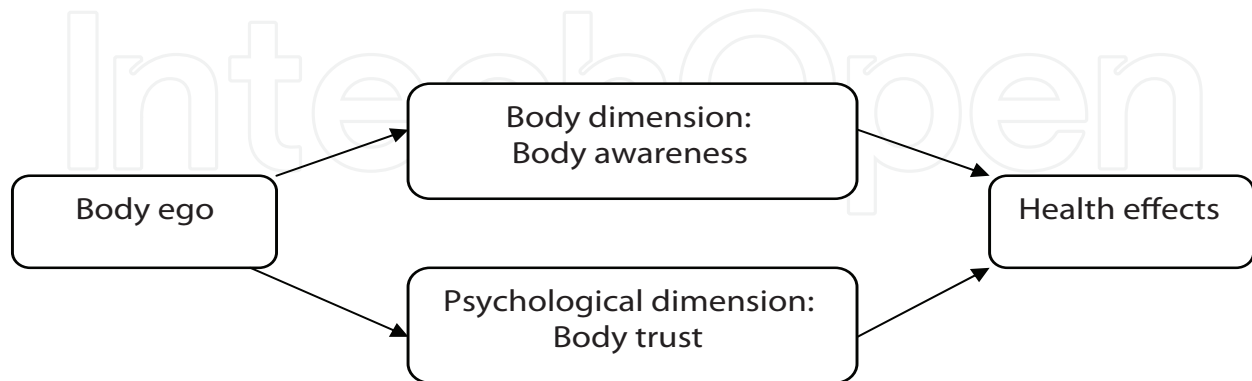 IntechOpen
Body dimension:
Body awareness
Body ego
Health effects
Psychological dimension:
Body trust